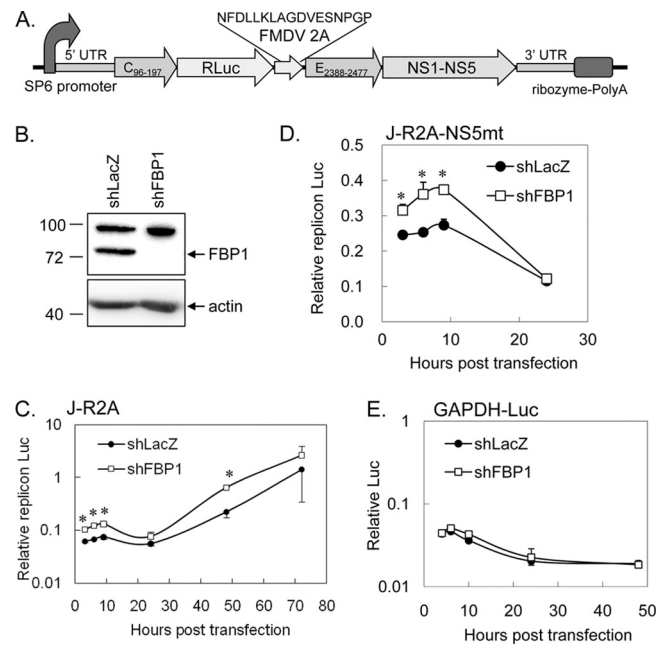 A.
NFDLLKLAGDVESNPGP
FMDV 2A
5' UTR
C96-197
RLuc
E2388-2477
NS1-NS5
3' UTR
SP6 promoter
ribozyme-PolyA
B.
shLacZ
shFBP1
100
72
FBP1
40
actin
C.
J-R2A
Relative replicon Luc
10
1
0.1
0.01
shLacZ
shFBP1
* * *
*
0 10 20 30 40 50 60 70 80
Hours post transfection
D.
J-R2A-NS5mt
Relative replicon Luc
0.5
0.4
0.3
0.2
0.1
0.0
shLacZ
shFBP1
* * *
0 10 20 30
Hours post transfection
E.
GAPDH-Luc
Relative Luc
1
0.1
0.01
shLacZ
shFBP1
0 10 20 30 40 50
Hours post transfection